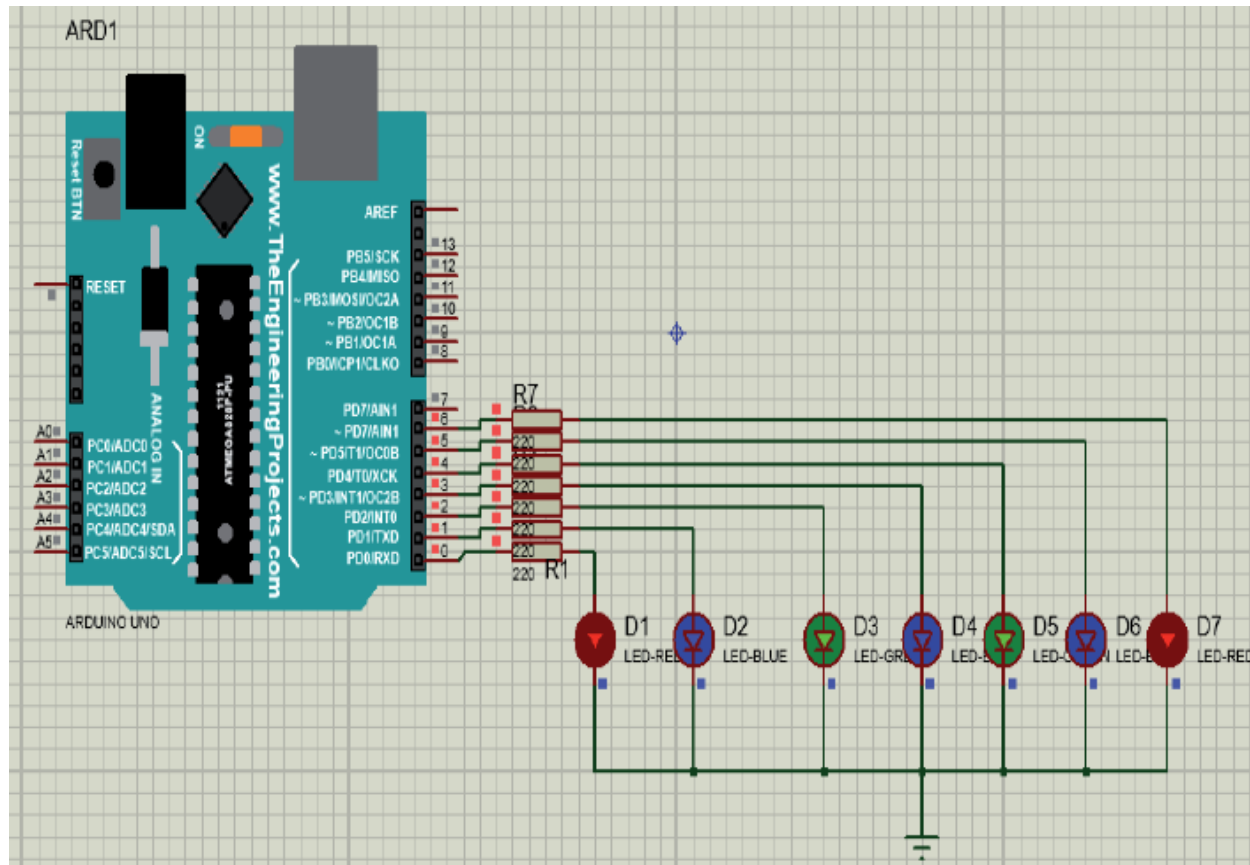 ARD1
ON
Reset BTN
www.TheEngineeringProjects.com
AREF
13
PB5/SCK
12
PB4/MISO
11
~ PB3/MOSI/OC2A
10
~ PB2/OC1B
9
~ PB1/OC1A
8
PB0/ICP1/CLKO
RESET
ANALOG IN
1121
7
PD7/AIN1
6
~ PD7/AIN1
5
~ PD5/T1/OC0B
4
PD4/T0/XCK
3
~ PD3/INT1/OC2B
2
PD2/INT0
1
PD1/TXD
0
PD0/RXD
A0
PC0/ADC0
A1
PC1/ADC1
A2
PC2/ADC2
A3
PC3/ADC3
A4
PC4/ADC4/SDA
A5
PC5/ADC5/SCL
R7
220
220
220
220
220
220
220
R1
ARDUINO UNO
D1
D2
LED-BLUE
D3
D4
D5
D6
D7
LED-RED